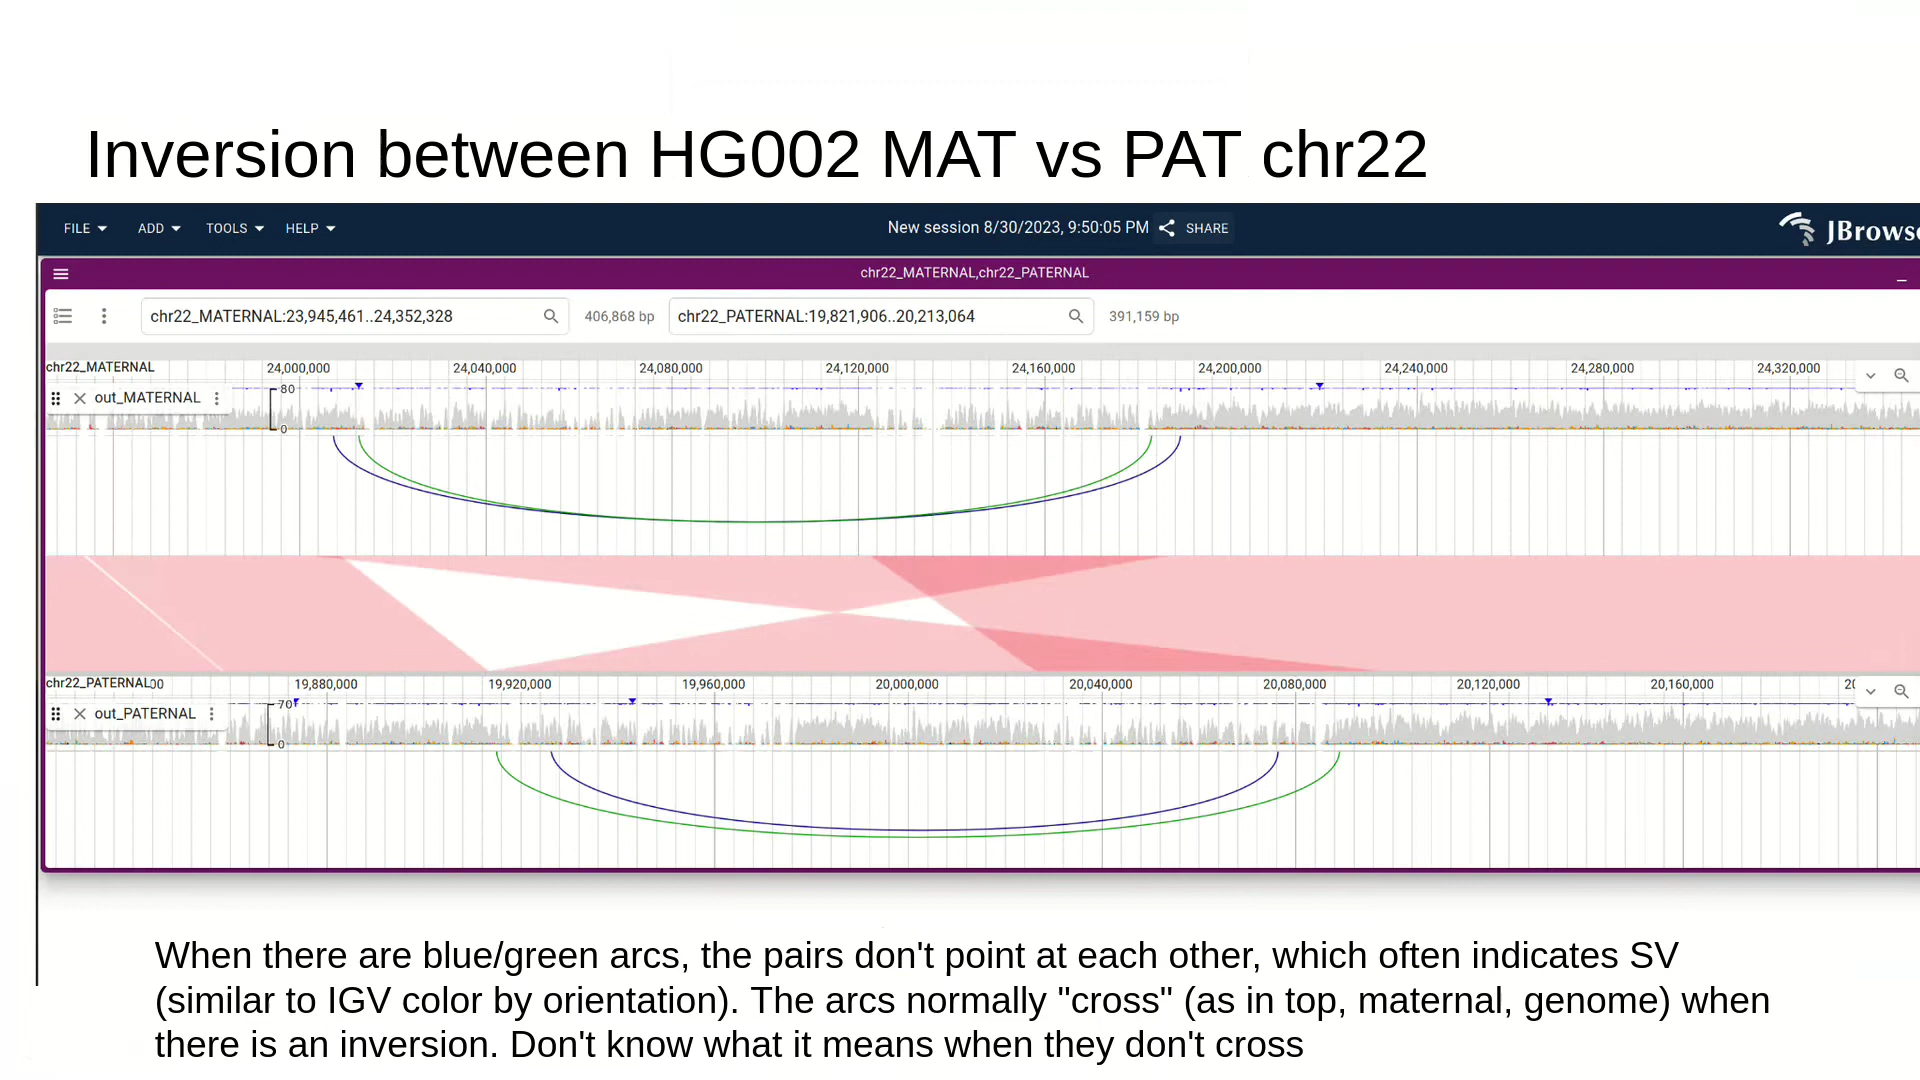 Inversion between HG002 MAT vs PAT chr22
FILE ADD TOOLS HELP New session 8/30/2023, 9:50:05 PM SHARE
chr22_MATERNAL,chr22_PATERNAL
chr22_MATERNAL:23,945,461..24,352,328 406,868 bp chr22_PATERNAL:19,821,906..20,213,064 391,159 bp
chr22_MATERNAL 24,000,000 24,040,000 24,080,000 24,120,000 24,160,000 24,200,000 24,240,000 24,280,000 24,320,000
80
out_MATERNAL
0
chr22_PATERNAL 19,880,000 19,920,000 19,960,000 20,000,000 20,040,000 20,080,000 20,120,000 20,160,000
70
out_PATERNAL
0
When there are blue/green arcs, the pairs don't point at each other, which often indicates SV
(similar to IGV color by orientation). The arcs normally "cross" (as in top, maternal, genome) when
there is an inversion. Don't know what it means when they don't cross